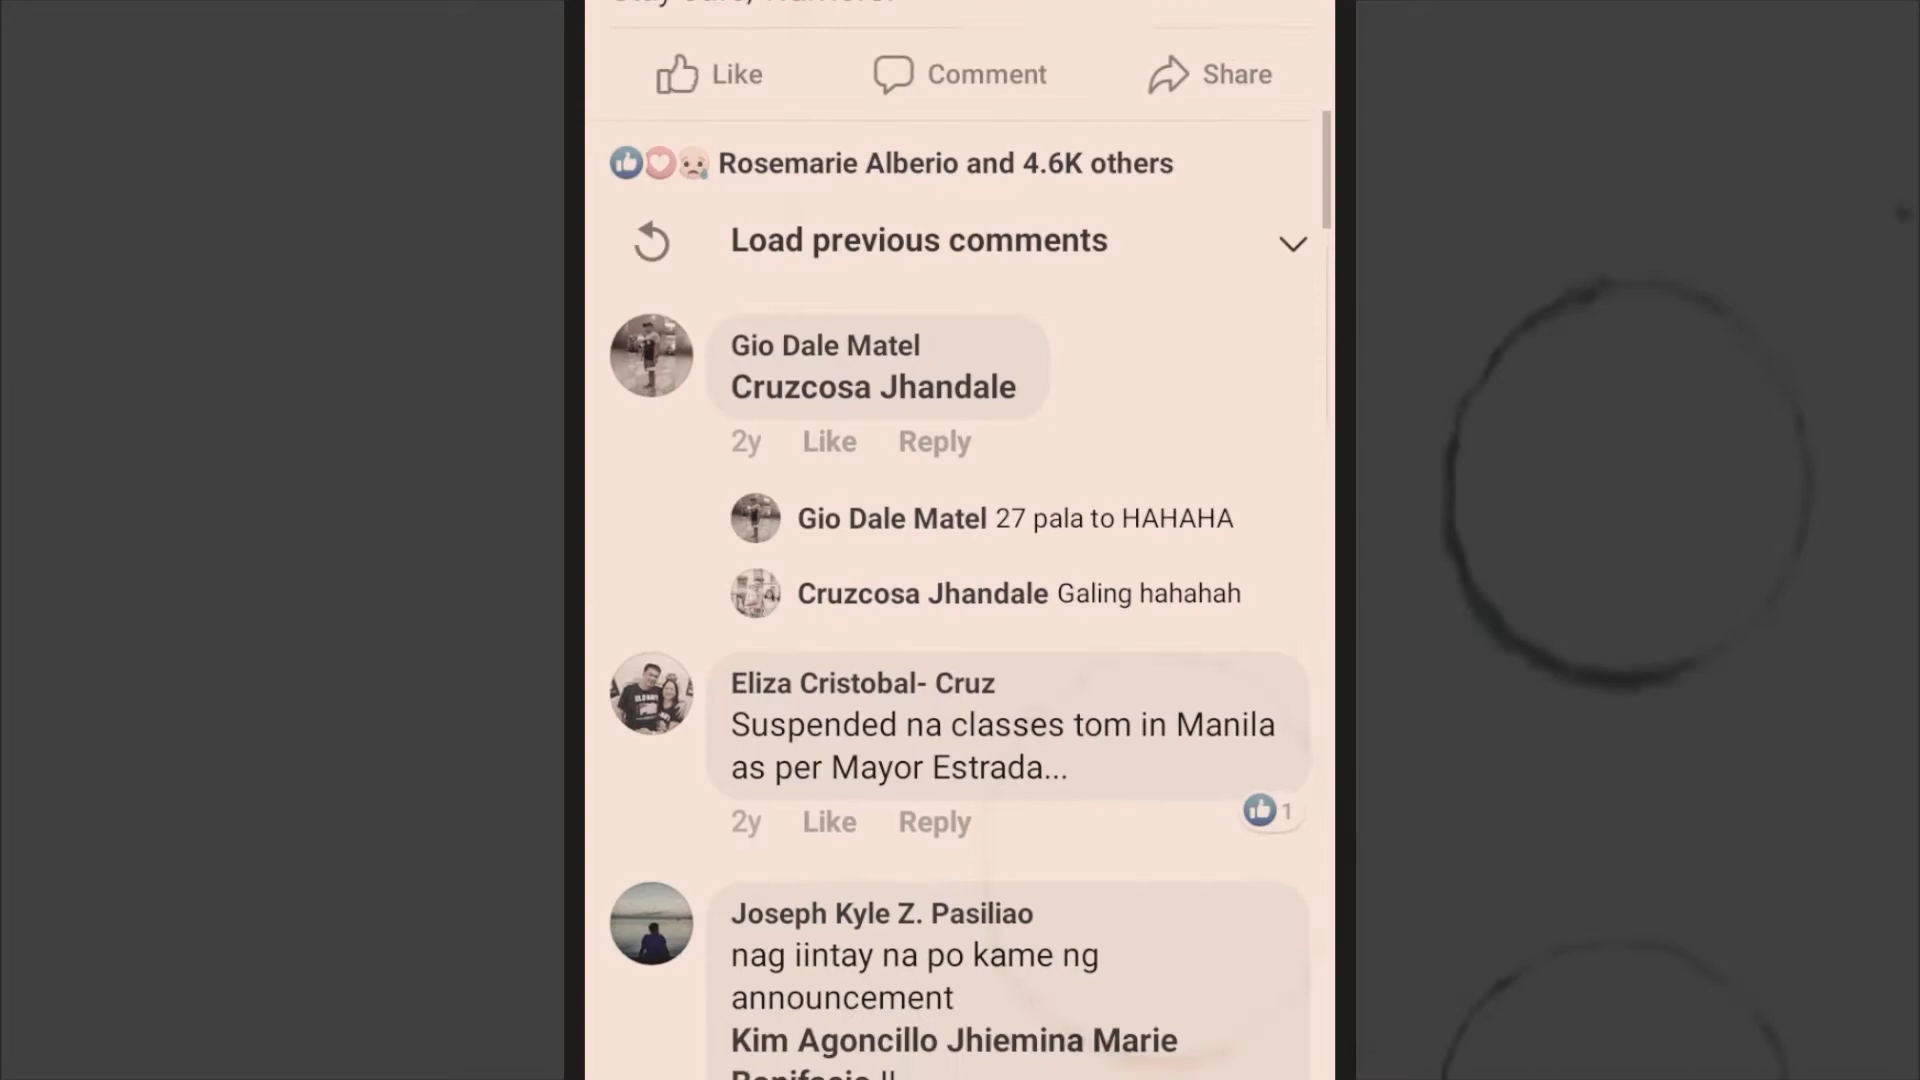 Like Comment Share
Rosemarie Alberio and 4.6K others
Load previous comments
Gio Dale Matel
Cruzcosa Jhandale
2y Like Reply
Gio Dale Matel 27 pala to HAHAHA
Cruzcosa Jhandale Galing hahahah
Eliza Cristobal- Cruz
Suspended na classes tom in Manila
as per Mayor Estrada...
2y Like Reply 1
Joseph Kyle Z. Pasiliao
nag iintay na po kame ng
announcement
Kim Agoncillo Jhiemina Marie